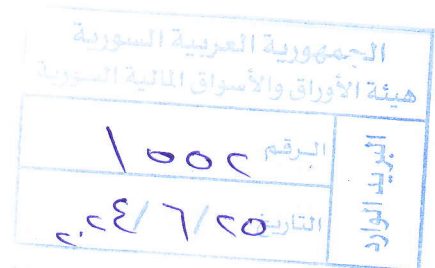 الجمهورية العربية السورية
هيئة الأوراق والأسواق المالية السورية
البريد الوارد
الرقم ١٥٥٢
التاريخ ٢٠٢٤/٦/٢٥